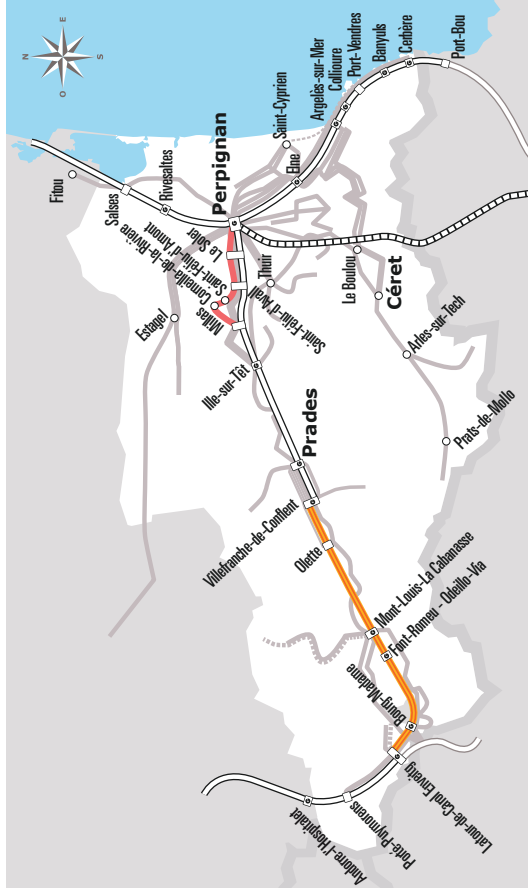 N
E
S
O
Fitou
Salses
Rivesaltes
Perpignan
Saint-Cyprien
Elne
Argelès-sur-Mer
Collioure
Port-Vendres
Banyuls
Cerbère
Port-Bou
Le Soler
Saint-Féliu-d'Amont
Corneilla-de-la-Rivière
Millas
Saint-Féliu-d'Avall
Thuir
Estagel
Ille-sur-Têt
Le Boulou
Céret
Arles-sur-Tech
Prats-de-Mollo
Prades
Villefranche-de-Conflent
Olette
Mont-Louis-La Cabanasse
Font-Romeu - Odeillo-Via
Bourg-Madame
Latour-de-Carol Enveitg
Porté-Puymorens
Andorre-l'Hospitalet